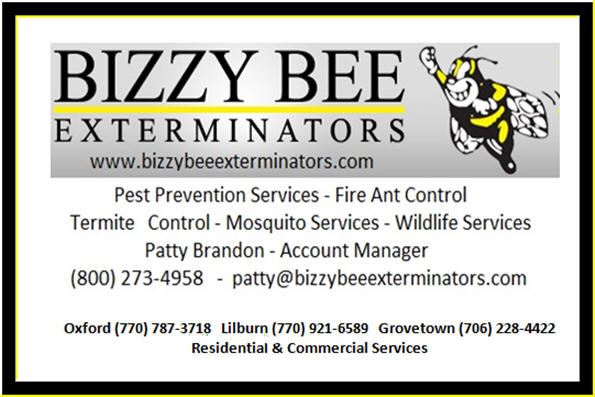 BIZZY BEE
EXTERMINATORS
www.bizzybeeexterminators.com
Pest Prevention Services - Fire Ant Control
Termite Control - Mosquito Services - Wildlife Services
Patty Brandon - Account Manager
(800) 273-4958 - patty@bizzybeeexterminators.com
Oxford (770) 787-3718 Lilburn (770) 921-6589 Grovetown (706) 228-4422
Residential & Commercial Services